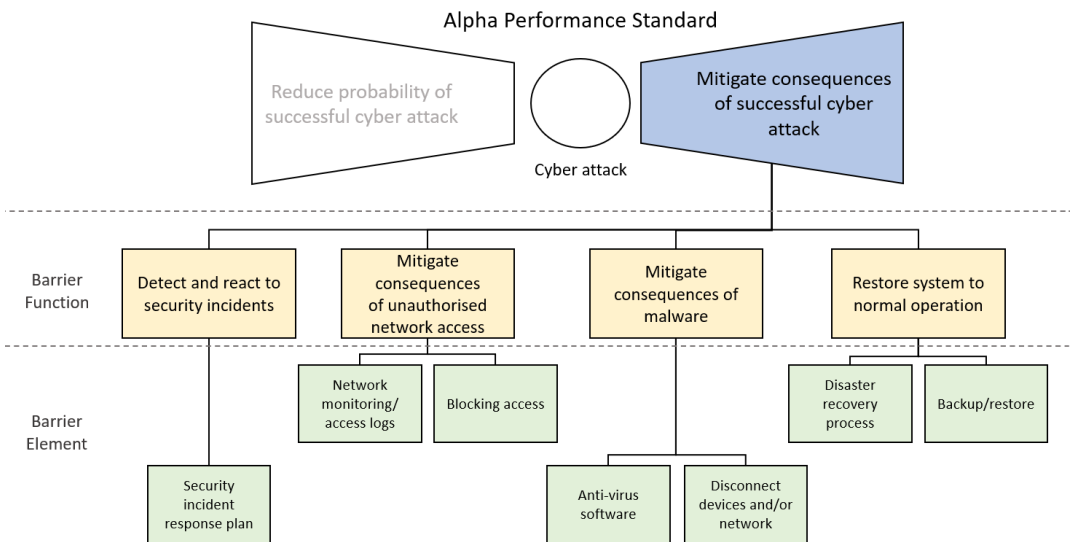 Alpha Performance Standard
Reduce probability of
successful cyber attack
Cyber attack
Mitigate consequences
of successful cyber
attack
Barrier
Function
Detect and react to
security incidents
Mitigate
consequences
of unauthorised
network access
Mitigate
consequences of
malware
Restore system to
normal operation
Barrier
Element
Network
monitoring/
access logs
Blocking access
Disaster
recovery
process
Backup/restore
Security
incident
response plan
Anti-virus
software
Disconnect
devices and/or
network